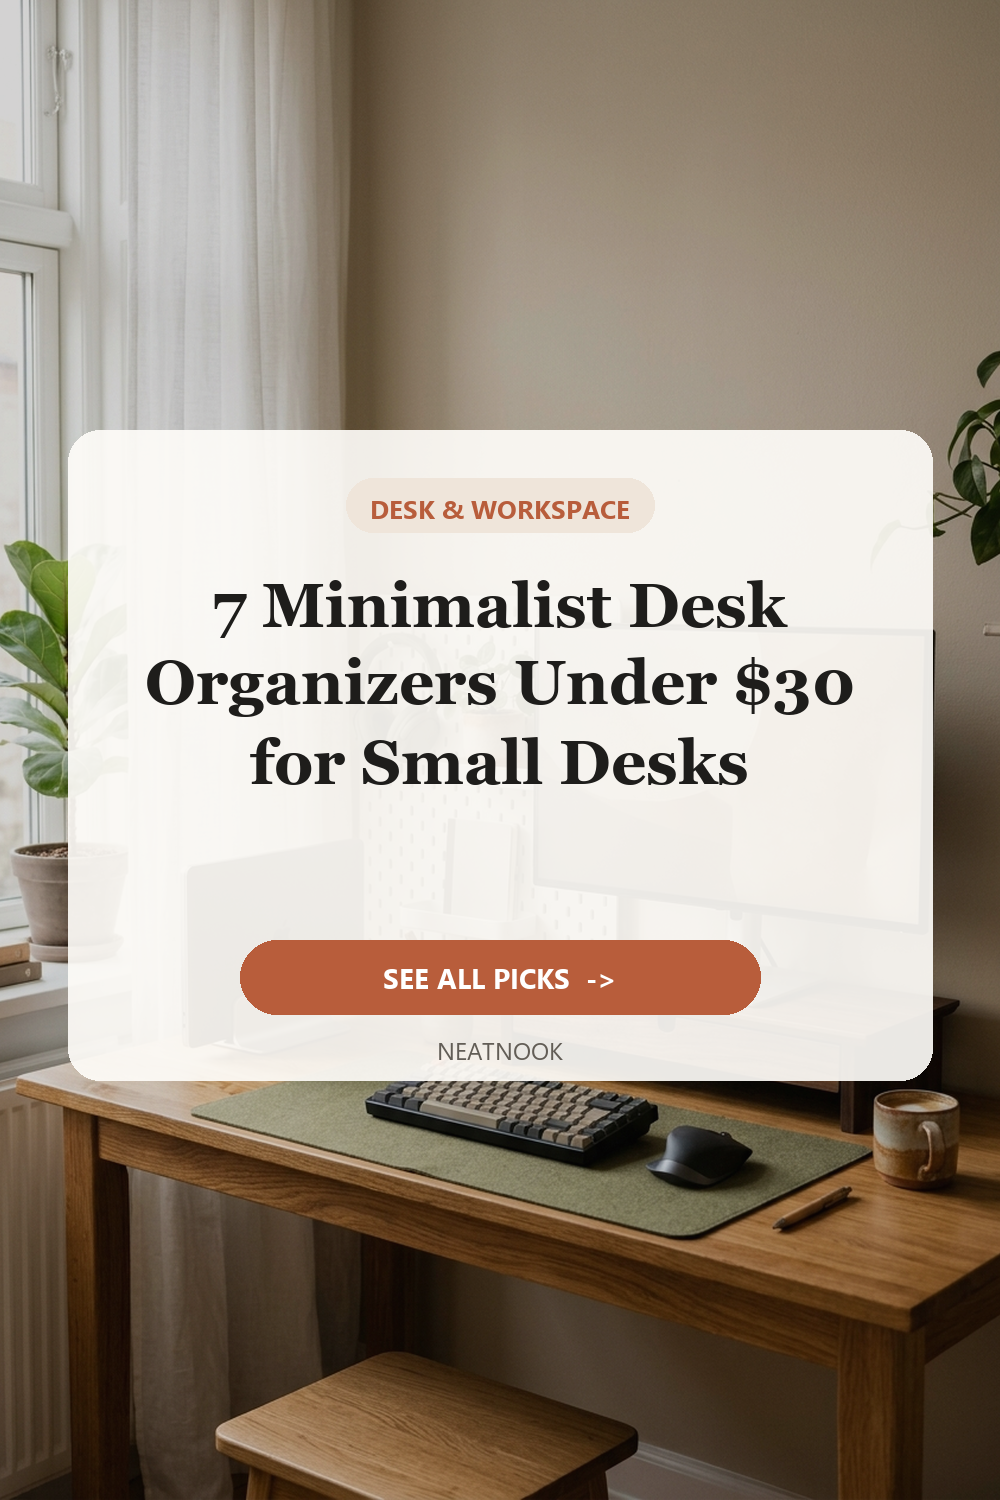 DESK & WORKSPACE
7 Minimalist Desk
Organizers Under $30
for Small Desks
SEE ALL PICKS ->
NEATNOOK